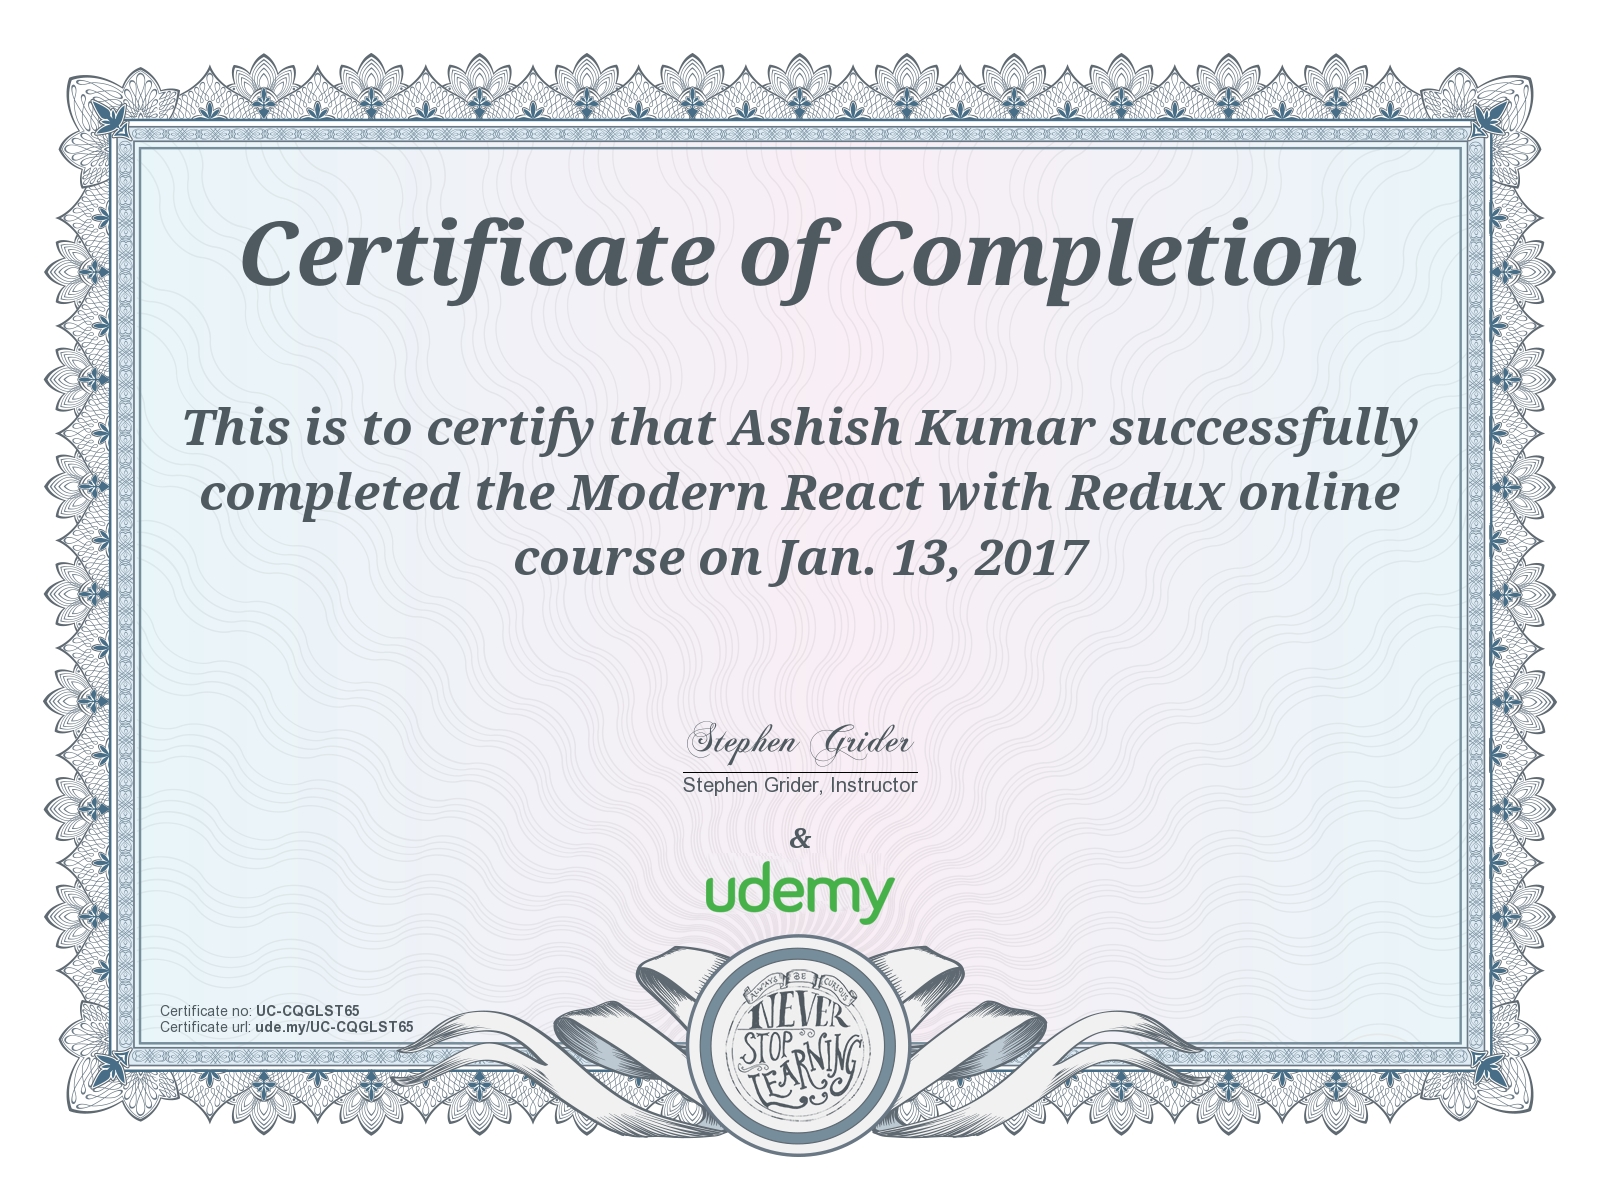 Certificate of Completion
This is to certify that Ashish Kumar successfully
completed the Modern React with Redux online
course on Jan. 13, 2017
Stephen Grider
Stephen Grider, Instructor
&
udemy
Certificate no: UC-CQGLST65
Certificate url: ude.my/UC-CQGLST65
ALWAYS BE CURIOUS
NEVER
STOP
LEARNING